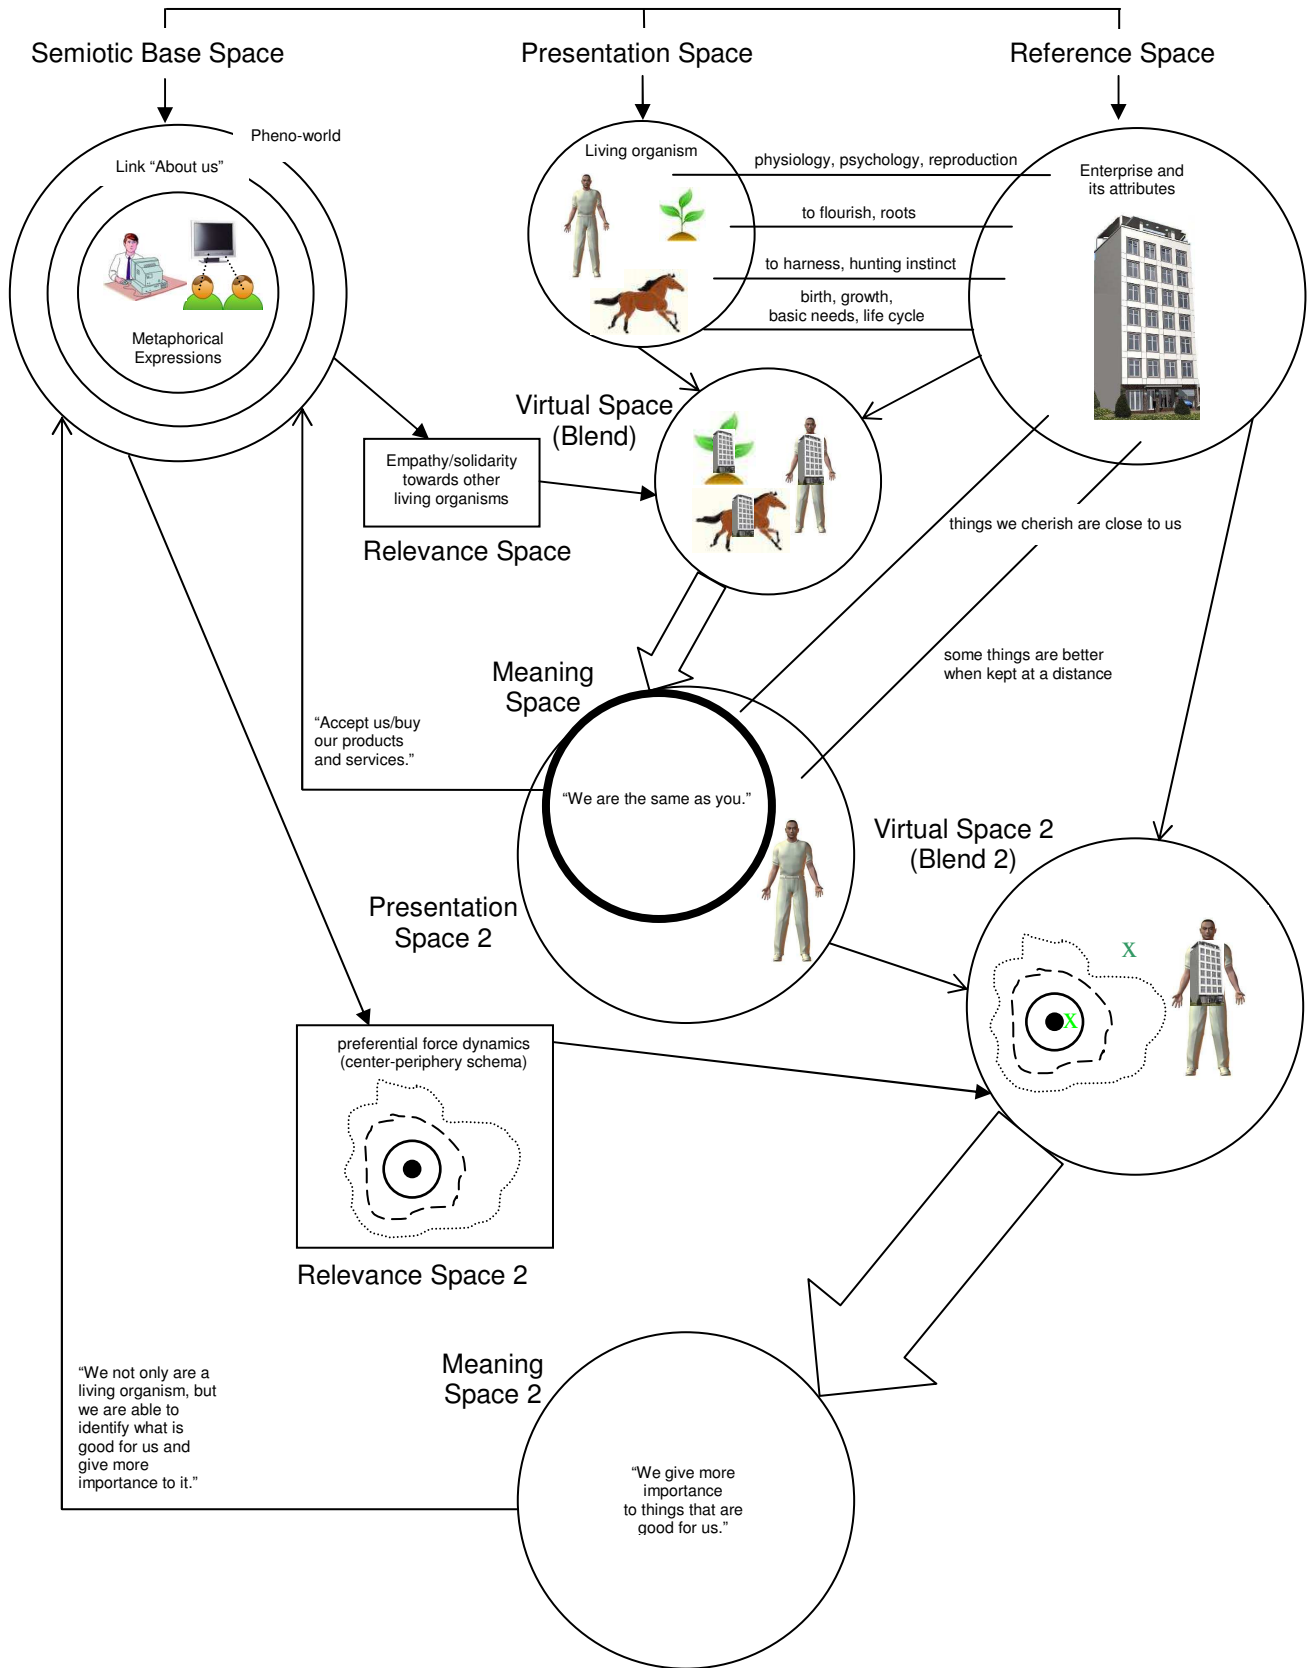 Semiotic Base Space
Presentation Space
Reference Space
Pheno-world
Link “About us”
Metaphorical
Expressions
Living organism
physiology, psychology, reproduction
to flourish, roots
to harness, hunting instinct
birth, growth,
basic needs, life cycle
Enterprise and
its attributes
Virtual Space
(Blend)
Empathy/solidarity
towards other
living organisms
Relevance Space
things we cherish are close to us
some things are better
when kept at a distance
Meaning
Space
“Accept us/buy
our products
and services.”
“We are the same as you.”
Presentation
Space 2
Virtual Space 2
(Blend 2)
X
X
preferential force dynamics
(center-periphery schema)
Relevance Space 2
Meaning
Space 2
“We not only are a
living organism, but
we are able to
identify what is
good for us and
give more
importance to it.”
“We give more
importance
to things that are
good for us.”